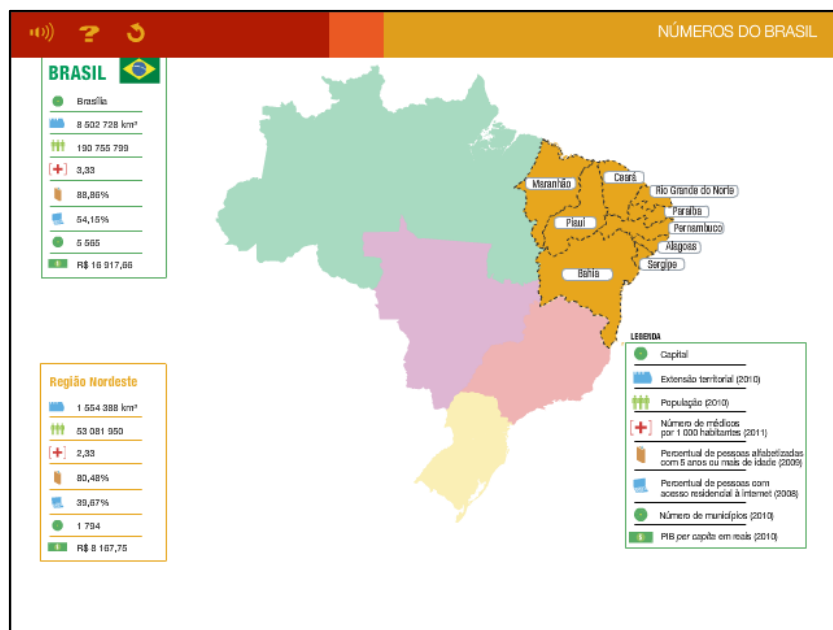 NÚMEROS DO BRASIL
BRASIL
Brasília
8 502 728 km²
190 755 799
3,33
88,86%
54,15%
5 565
R$ 16 917,66
Maranhão
Ceará
Rio Grande do Norte
Paraíba
Piauí
Pernambuco
Alagoas
Sergipe
Bahia
Região Nordeste
1 554 388 km²
53 081 950
2,33
80,48%
39,67%
1 794
R$ 8 167,75
LEGENDA
Capital
Extensão territorial (2010)
População (2010)
Número de médicos
por 1 000 habitantes (2011)
Percentual de pessoas alfabetizadas
com 5 anos ou mais de idade (2009)
Percentual de pessoas com
acesso residencial à internet (2008)
Número de municípios (2010)
PIB per capita em reais (2010)